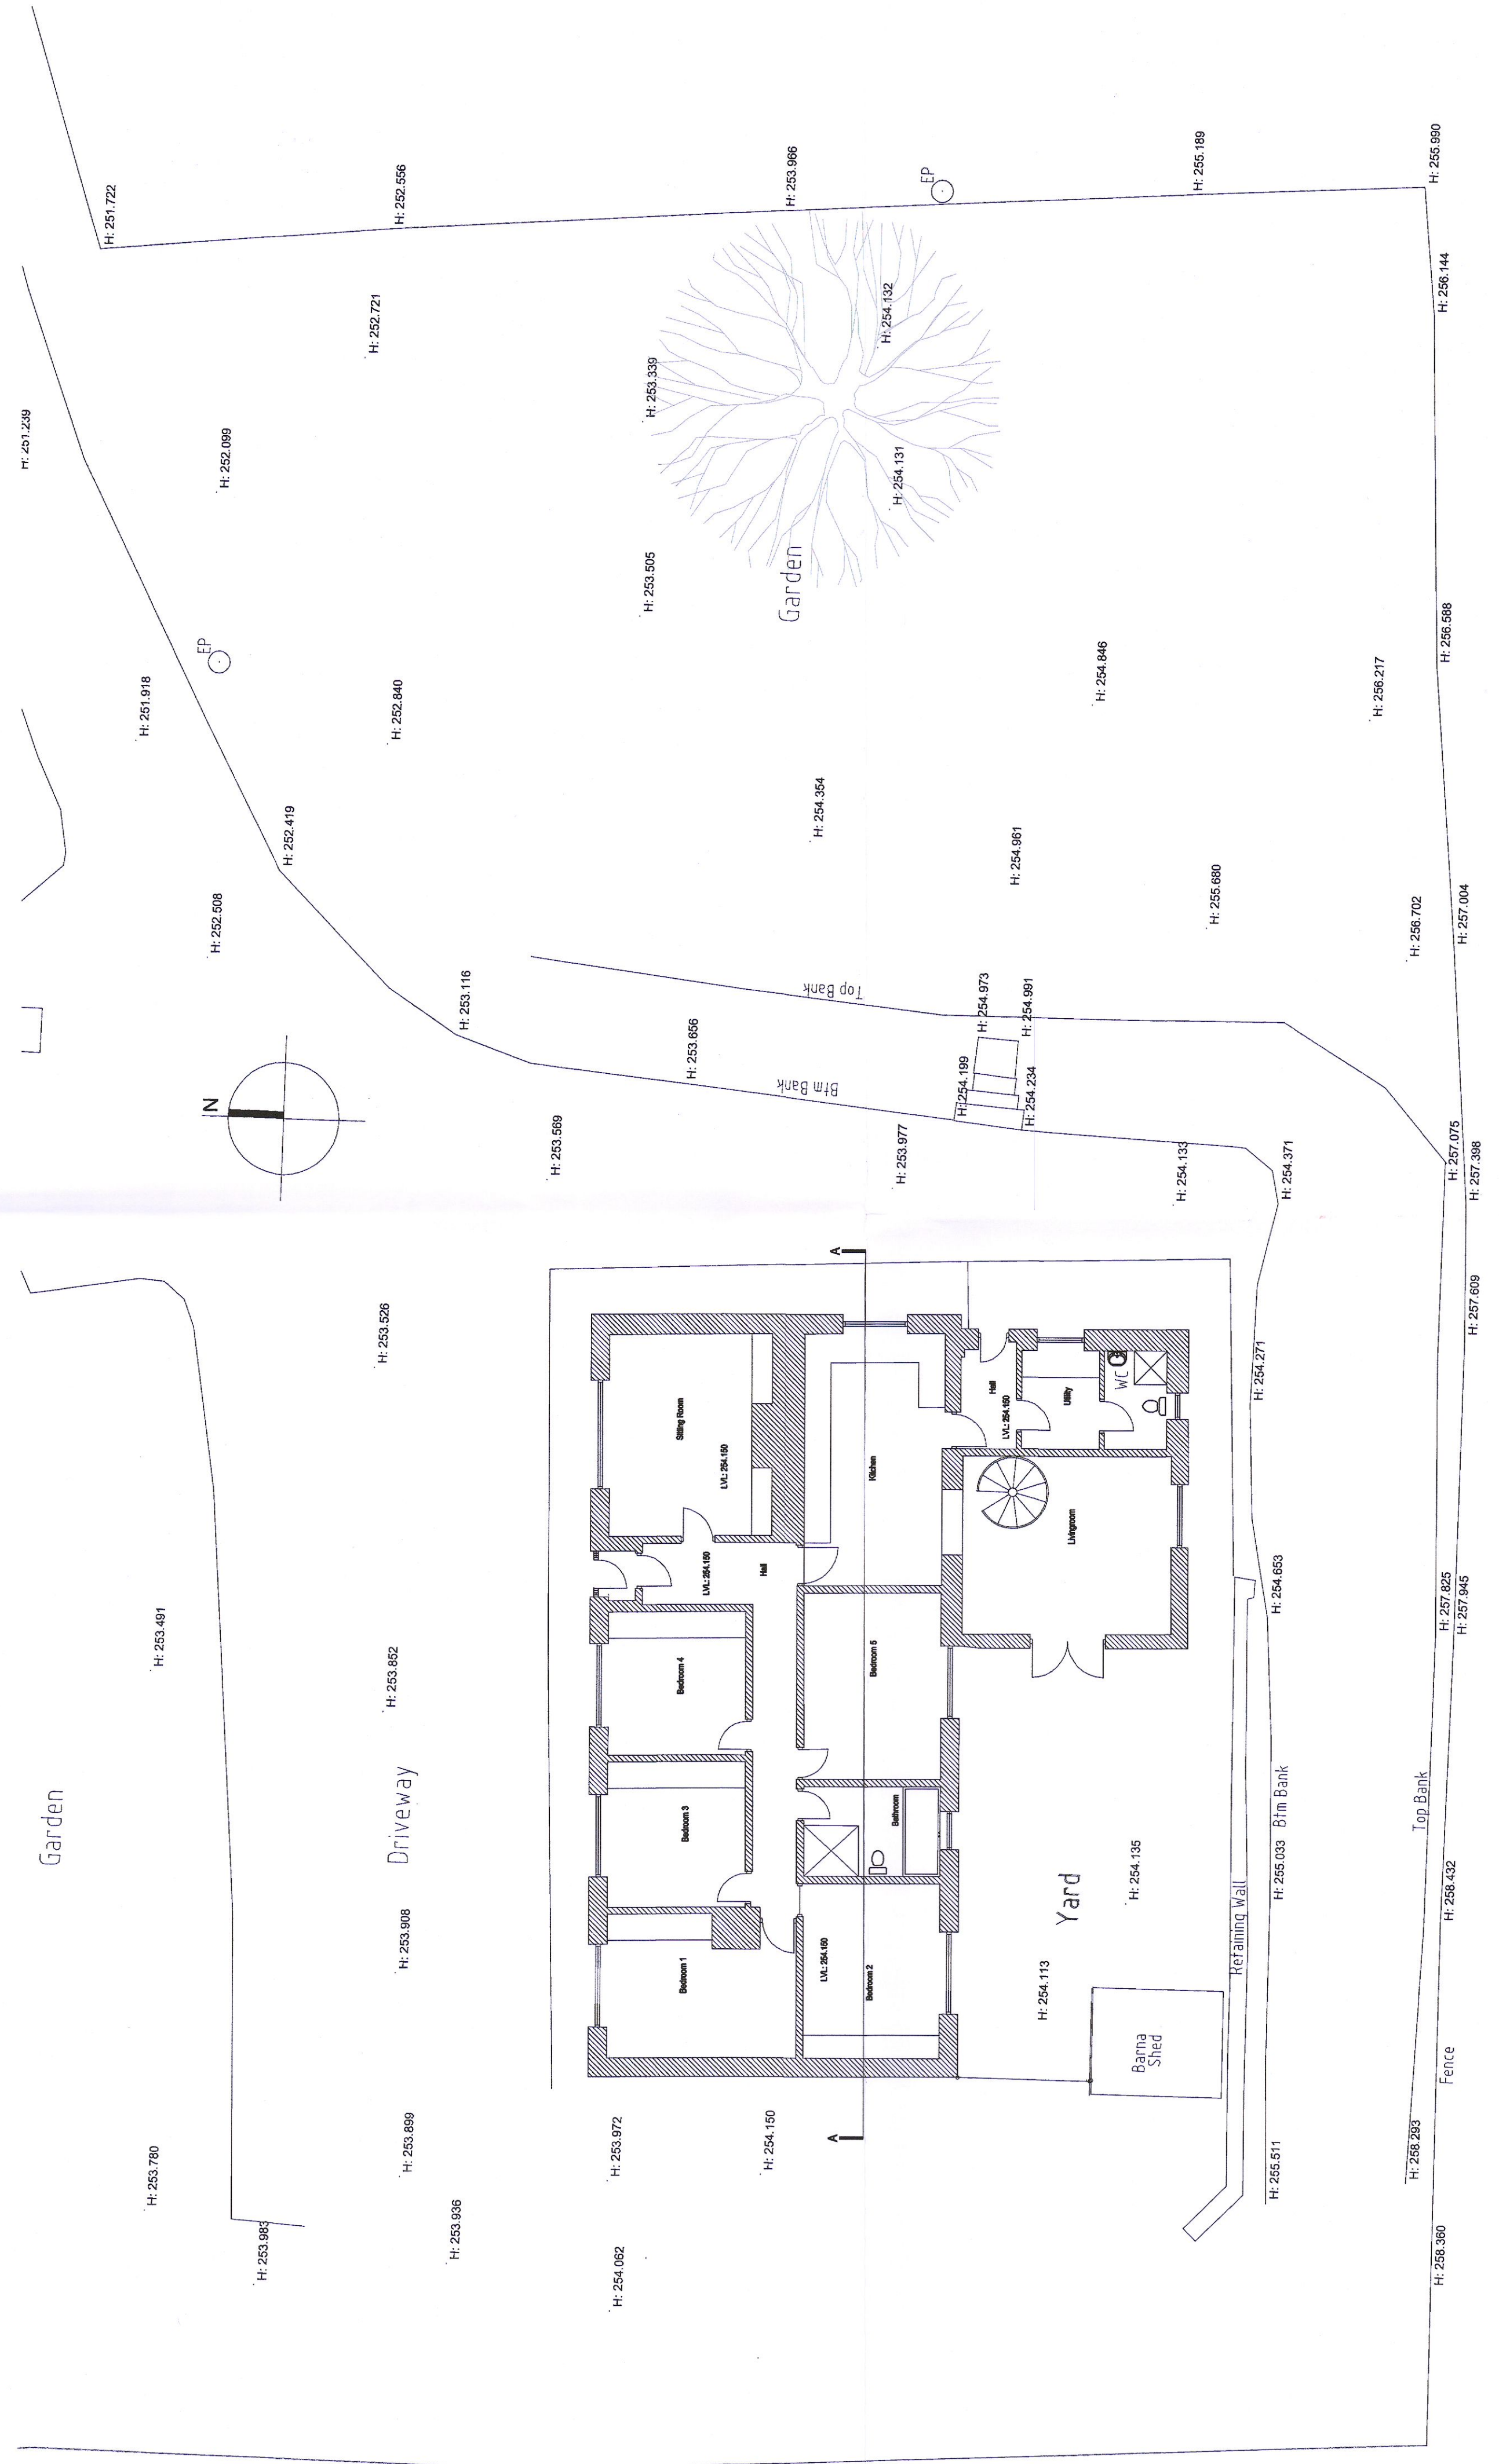 H: 251.722
H: 252.556
H: 253.966
EP
H: 255.189
H: 255.990
H: 251.239
H: 252.099
H: 252.721
H: 253.339
H: 254.132
H: 256.144
H: 254.131
H: 253.505
Garden
EP
H: 251.918
H: 252.840
H: 254.846
H: 256.217
H: 256.588
H: 252.419
H: 254.354
H: 254.961
H: 252.508
H: 255.680
H: 256.702
H: 257.004
H: 253.116
Top Bank
H: 254.973
H: 254.991
H: 253.656
Btm Bank
H: 254.199
H: 254.234
N
H: 253.569
H: 253.977
H: 254.133
H: 254.371
H: 257.075
H: 257.398
A
H: 253.526
H: 254.271
H: 257.609
Sitting Room
LVL: 254.150
Kitchen
Hall
LVL: 254.150
Utility
WC
Livingroom
LVL: 254.150
Hall
H: 253.491
H: 253.852
Bedroom 4
Bedroom 5
H: 254.653
H: 257.825
H: 257.945
Garden
Driveway
Bedroom 3
Bathroom
H: 254.135
Btm Bank
H: 255.033
Top Bank
H: 258.432
H: 253.908
Bedroom 1
LVL: 254.150
Bedroom 2
Yard
H: 254.113
Retaining Wall
Barna
Shed
Fence
H: 253.780
H: 253.899
H: 253.972
H: 254.150
A
H: 255.511
H: 258.293
H: 253.983
H: 253.936
H: 254.062
H: 258.360